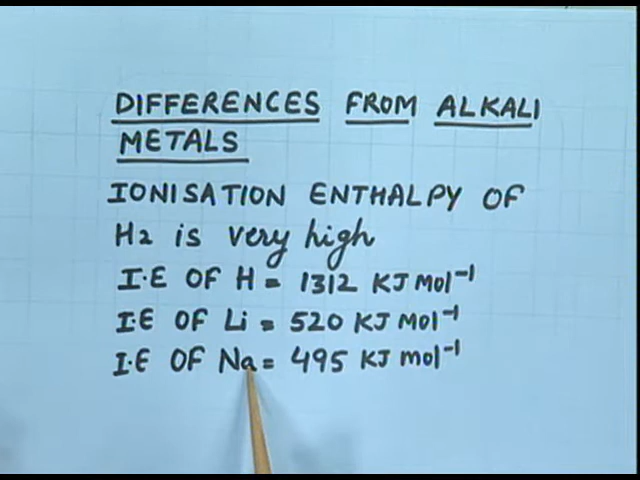 DIFFERENCES FROM ALKALI
METALS
IONISATION ENTHALPY OF
H2 is very high
I.E OF H = 1312 KJ mol⁻¹
I.E OF Li = 520 KJ mol⁻¹
I.E OF Na = 495 KJ mol⁻¹